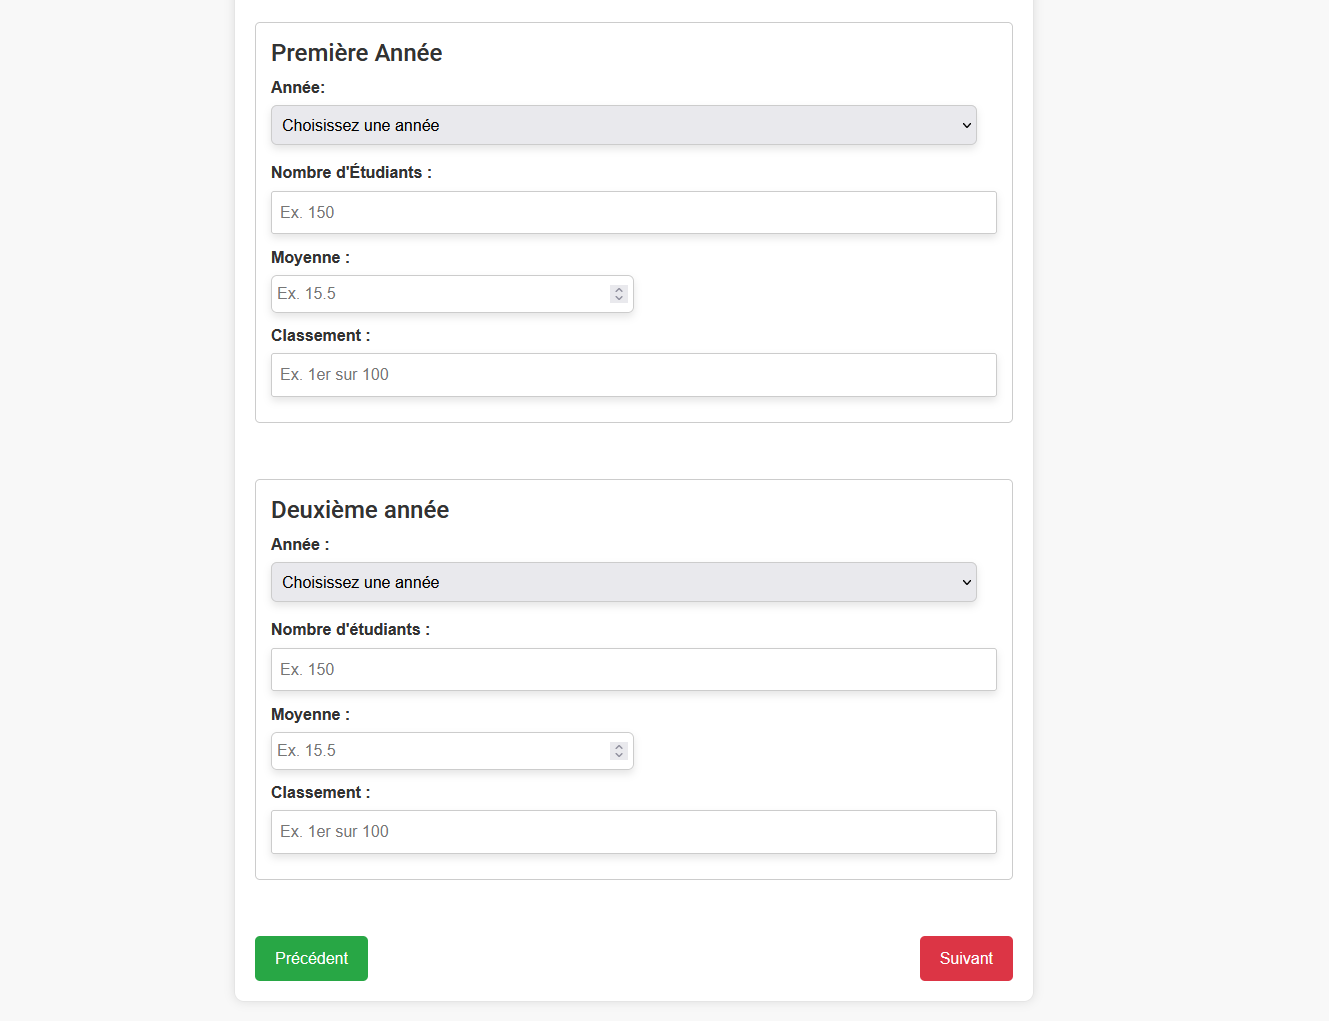 Première Année
Année:
Choisissez une année
Nombre d'Étudiants :
Ex. 150
Moyenne :
Ex. 15.5
Classement :
Ex. 1er sur 100
Deuxième année
Année :
Choisissez une année
Nombre d'étudiants :
Ex. 150
Moyenne :
Ex. 15.5
Classement :
Ex. 1er sur 100
Précédent
Suivant